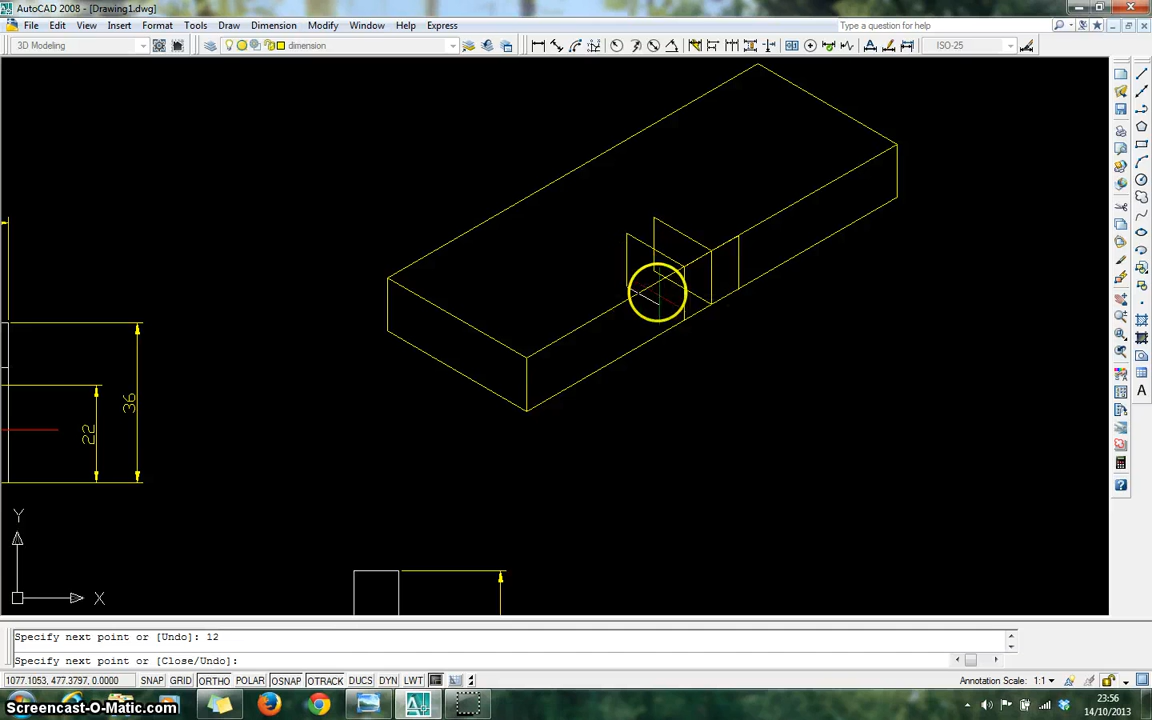 AutoCAD 2008 - [Drawing1.dwg]
File Edit View Insert Format Tools Draw Dimension Modify Window Help Express
Type a question for help
3D Modeling
dimension
ISO-25
36
22
Y
X
Specify next point or [Undo]: 12
Specify next point or [Close/Undo]:
1077.1053, 477.3797, 0.0000
SNAP GRID ORTHO POLAR OSNAP OTRACK DUCS DYN LWT
Annotation Scale: 1:1
A
Screencast-O-Matic.com
23:56
14/10/2013